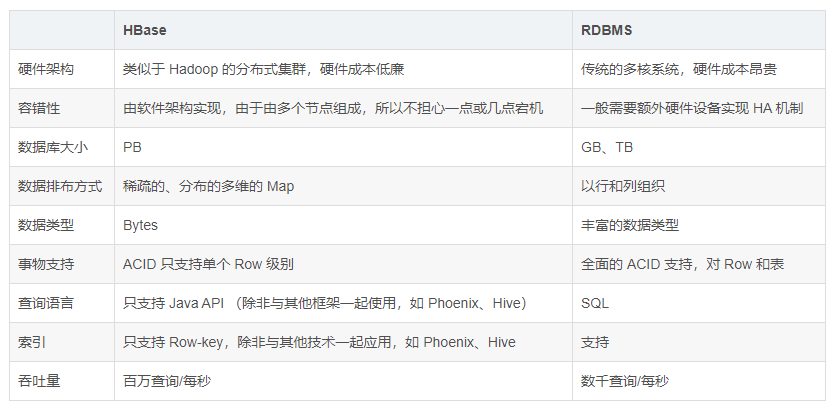 HBase RDBMS
硬件架构 类似于 Hadoop 的分布式集群，硬件成本低廉 传统的多核系统，硬件成本昂贵
容错性 由软件架构实现，由于由多个节点组成，所以不担心一点或几点宕机 一般需要额外硬件设备实现 HA 机制
数据库大小 PB GB、TB
数据排布方式 稀疏的、分布的多维的 Map 以行和列组织
数据类型 Bytes 丰富的数据类型
事物支持 ACID 只支持单个 Row 级别 全面的 ACID 支持，对 Row 和表
查询语言 只支持 Java API （除非与其他框架一起使用，如 Phoenix、Hive） SQL
索引 只支持 Row-key，除非与其他技术一起应用，如 Phoenix、Hive 支持
吞吐量 百万查询/每秒 数千查询/每秒